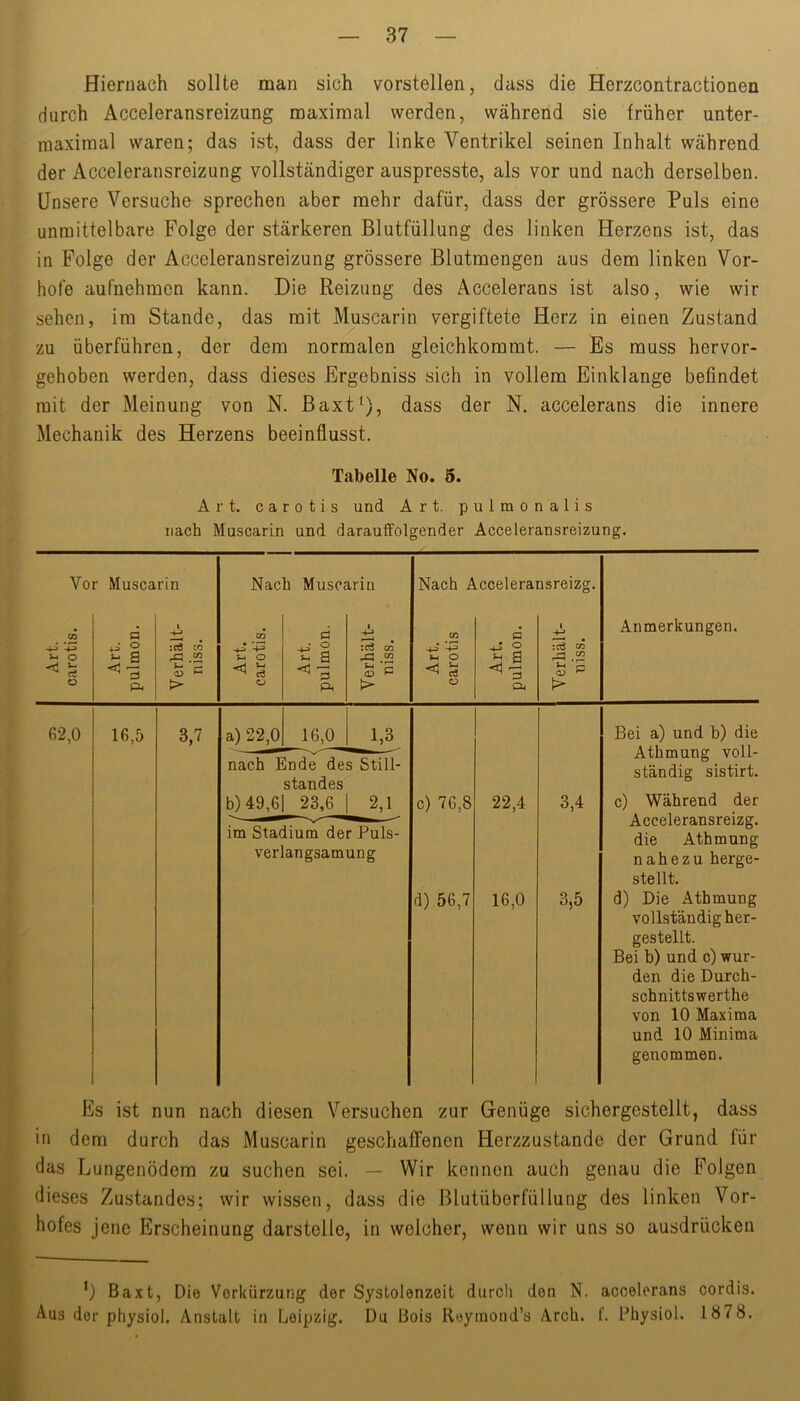 — 37 —
Hiernach sollte man sich vorstellen, dass die Herzcontractionen
durch Acceleransreizung maximal werden, während sie früher unter-
maximal waren; das ist, dass der linke Ventrikel seinen Inhalt während
der Acceleransreizung vollständiger auspresste, als vor und nach derselben.
Unsere Versuche sprechen aber mehr dafür, dass der grössere Puls eine
unmittelbare Folge der stärkeren Blutfüllung des linken Herzens ist, das
in Folge der Acceleransreizung grössere Blutmengen aus dem linken Vor-
hofe aufnehmen kann. Die Reizung des Accelerans ist also, wie wir
sehen, im Stande, das mit Muscarin vergiftete Herz in einen Zustand
zu überführen, der dem normalen gleichkommt. — Es muss hervor-
gehoben werden, dass dieses Ergebniss sich in vollem Einklange befindet
mit der Meinung von N. Baxt¹), dass der N. accelerans die innere
Mechanik des Herzens beeinflusst.
Tabelle No. 5.
Art. carotis und Art. pulmonalis
nach Muscarin und darauffolgender Acceleransreizung.
Vor Muscarin
Art. carotis.
Art. pulmon.
Verhält-niss.
Nach Muscarin
Art. carotis.
Art. pulmon.
Verhält-niss.
Nach Acceleransreizg.
Art. carotis
Art. pulmon.
Verhält-niss.
Anmerkungen.
62,0 16,5 3,7
a) 22,0 16,0 1,3
nach Ende des Still-
standes
b) 49,6 23,6 2,1
im Stadium der Puls-
verlangsamung
c) 76,8 22,4 3,4
d) 56,7 16,0 3,5
Bei a) und b) die
Athmung voll-
ständig sistirt.
c) Während der
Acceleransreizg.
die Athmung
nahezu herge-
stellt.
d) Die Athmung
vollständig her-
gestellt.
Bei b) und c) wur-
den die Durch-
schnittswerthe
von 10 Maxima
und 10 Minima
genommen.
Es ist nun nach diesen Versuchen zur Genüge sichergestellt, dass
in dem durch das Muscarin geschaffenen Herzzustande der Grund für
das Lungenödem zu suchen sei. — Wir kennen auch genau die Folgen
dieses Zustandes; wir wissen, dass die Blutüberfüllung des linken Vor-
hofes jene Erscheinung darstelle, in welcher, wenn wir uns so ausdrücken
¹) Baxt, Die Verkürzung der Systolenzeit durch den N. accelerans cordis.
Aus der physiol. Anstalt in Leipzig. Du Bois Reymond's Arch. f. Physiol. 1878.